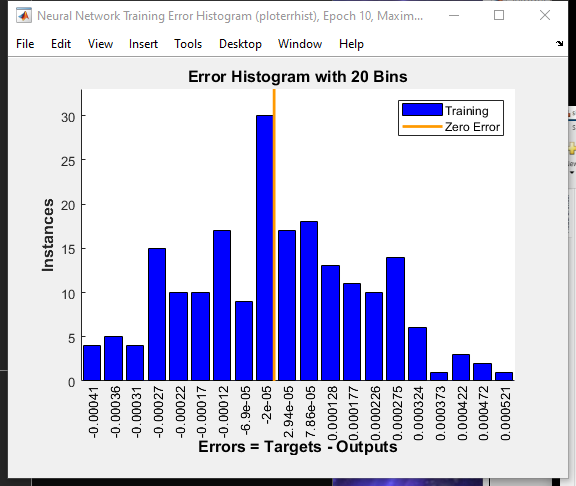 Neural Network Training Error Histogram (ploterrhist), Epoch 10, Maxim...
File Edit View Insert Tools Desktop Window Help
Error Histogram with 20 Bins
Training
Zero Error
Instances
30
25
20
15
10
5
0
-0.00041 -0.00036 -0.00031 -0.00027 -0.00022 -0.00017 -0.00012 -6.9e-05 -2e-05 2.94e-05 7.86e-05 0.000128 0.000177 0.000226 0.000275 0.000324 0.000373 0.000422 0.000472 0.000521
Errors = Targets - Outputs